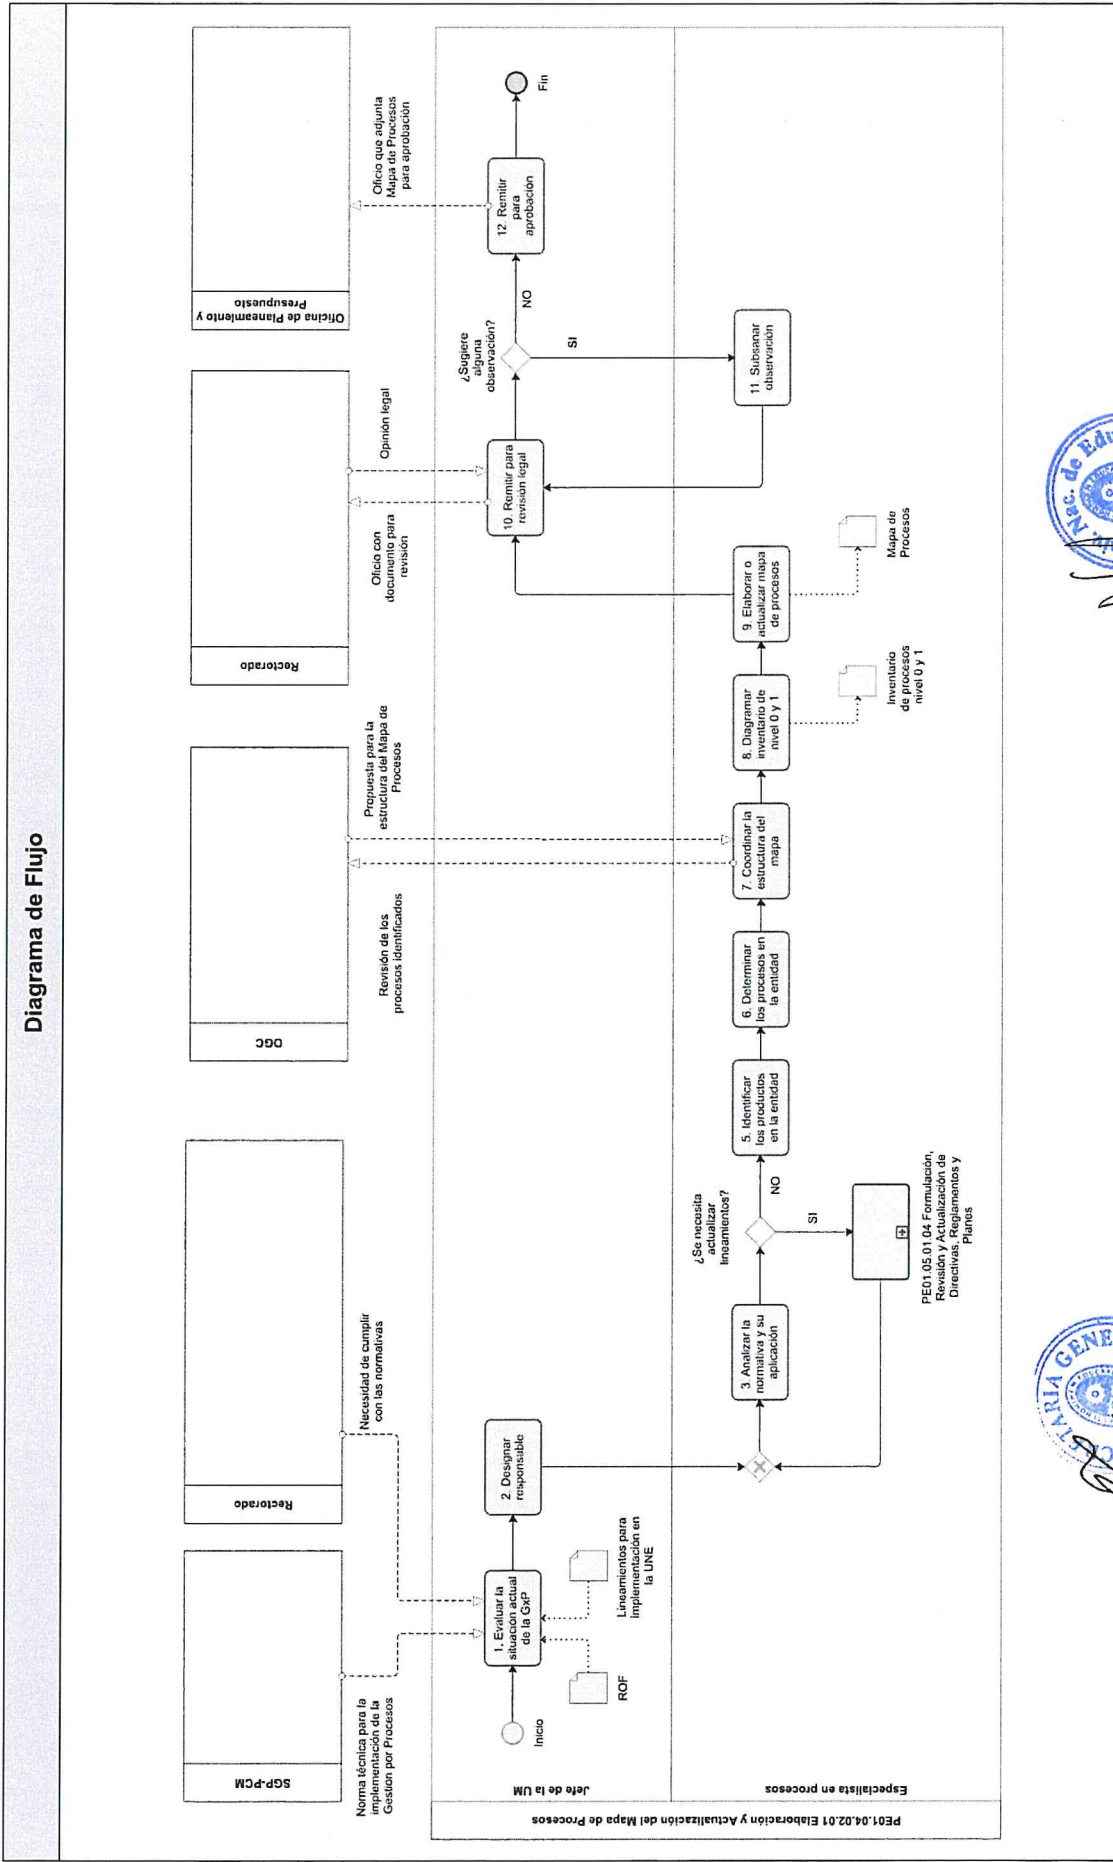 Diagrama de Flujo
SGP-PCM
Rectorado
OGC
Rectorado
Oficina de Planeamiento y
Presupuesto
Norma técnica para la
implementación de la
Gestion por Procesos
Necesidad de cumplir
con las normativas
Revisión de los
procesos identificados
Propuesta para la
estructura del Mapa de
Procesos
Oficio con
documento para
revisión
Opinión legal
Oficio que adjunta
Mapa de Procesos
para aprobación
PE01.04.02.01 Elaboración y Actualización del Mapa de Procesos
Jefe de la UM
Inicio
1. Evaluar la
situación actual
de la GxP
ROF
Lineamientos para
implementación en
la UNE
2. Designar
responsable
10. Remitir para
revisión legal
¿Sugiere
alguna
observación?
NO
SI
12. Remitir
para
aprobación
Fin
Especialista en procesos
3. Analizar la
normativa y su
aplicación
¿Se necesita
actualizar
lineamientos?
NO
SI
PE01.05.01.04 Formulación,
Revisión y Actualización de
Directivas, Reglamentos y
Planes
5. Identificar
los productos
en la entidad
6. Determinar
los procesos en
la entidad
7. Coordinar la
estructura del
mapa
8. Diagramar
inventario de
nivel 0 y 1
Inventario
de procesos
nivel 0 y 1
9. Elaborar o
actualizar mapa
de procesos
Mapa de
Procesos
11. Subsanar
observación